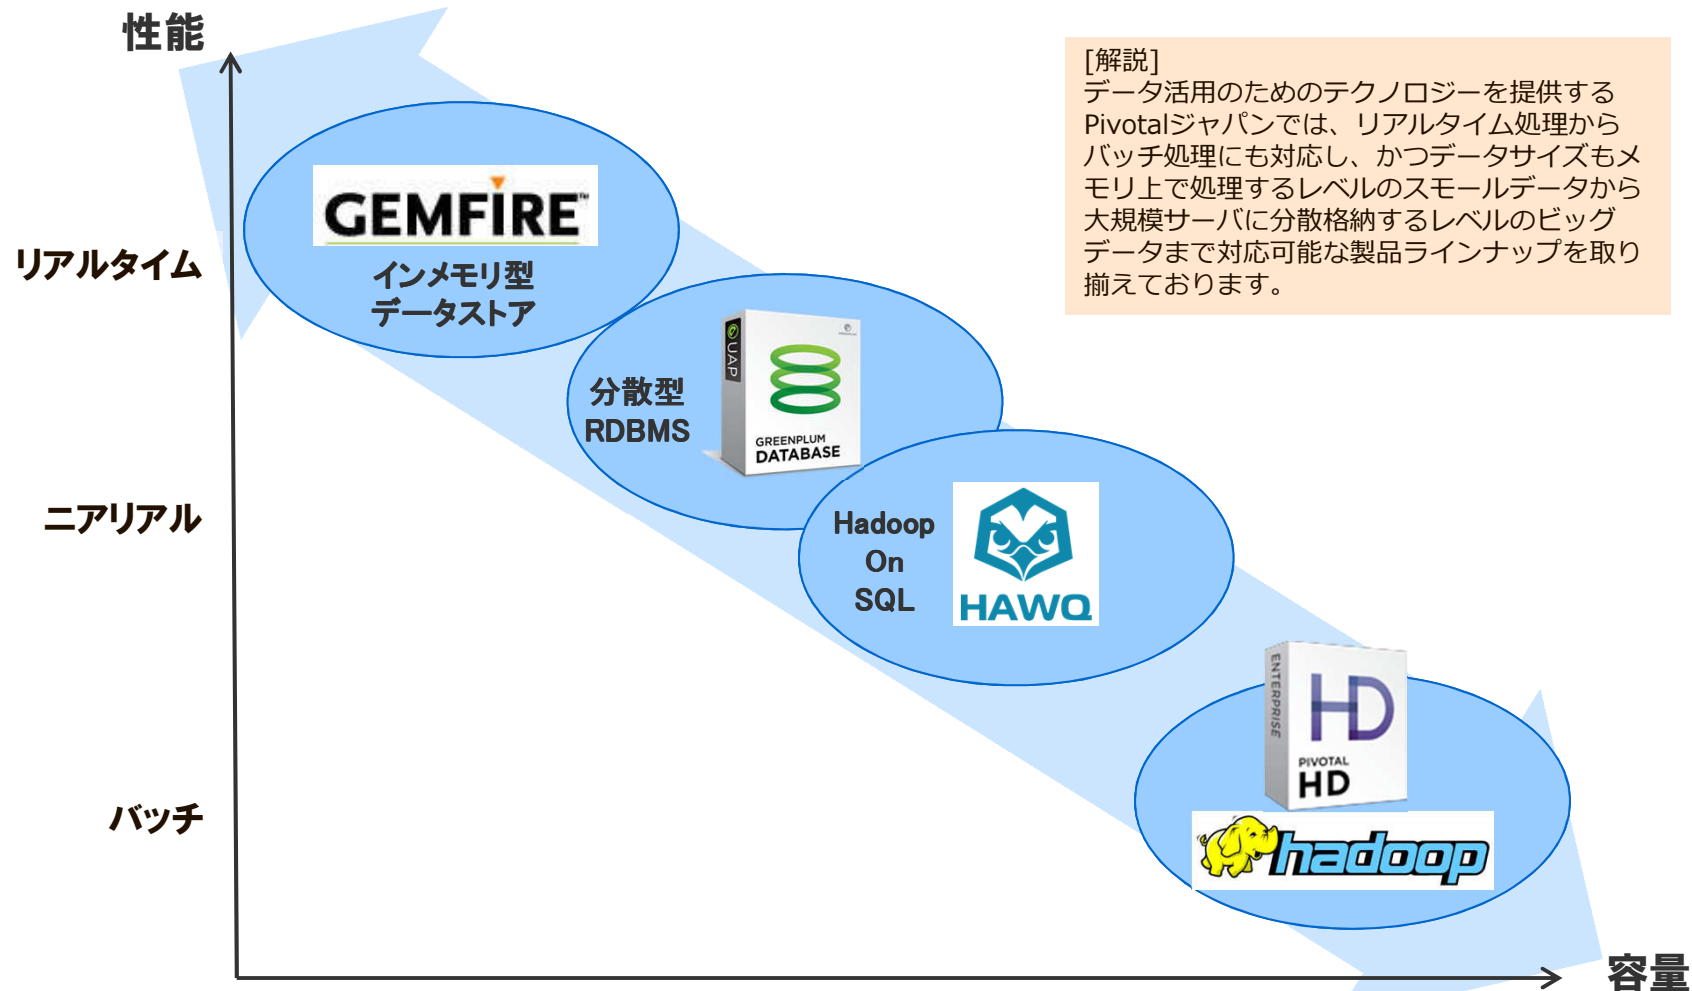 性能
[解説]
データ活用のためのテクノロジーを提供する
Pivotalジャパンでは、リアルタイム処理から
バッチ処理にも対応し、かつデータサイズもメ
モリ上で処理するレベルのスモールデータから
大規模サーバに分散格納するレベルのビッグ
データまで対応可能な製品ラインナップを取り
揃えております。
GEMFIRE™
インメモリ型
データストア
リアルタイム
分散型
RDBMS
UAP
GREENPLUM
DATABASE
ニアリアル
Hadoop
On
SQL
HAWQ
ENTERPRISE
HD
PIVOTAL
HD
hadoop
バッチ
容量